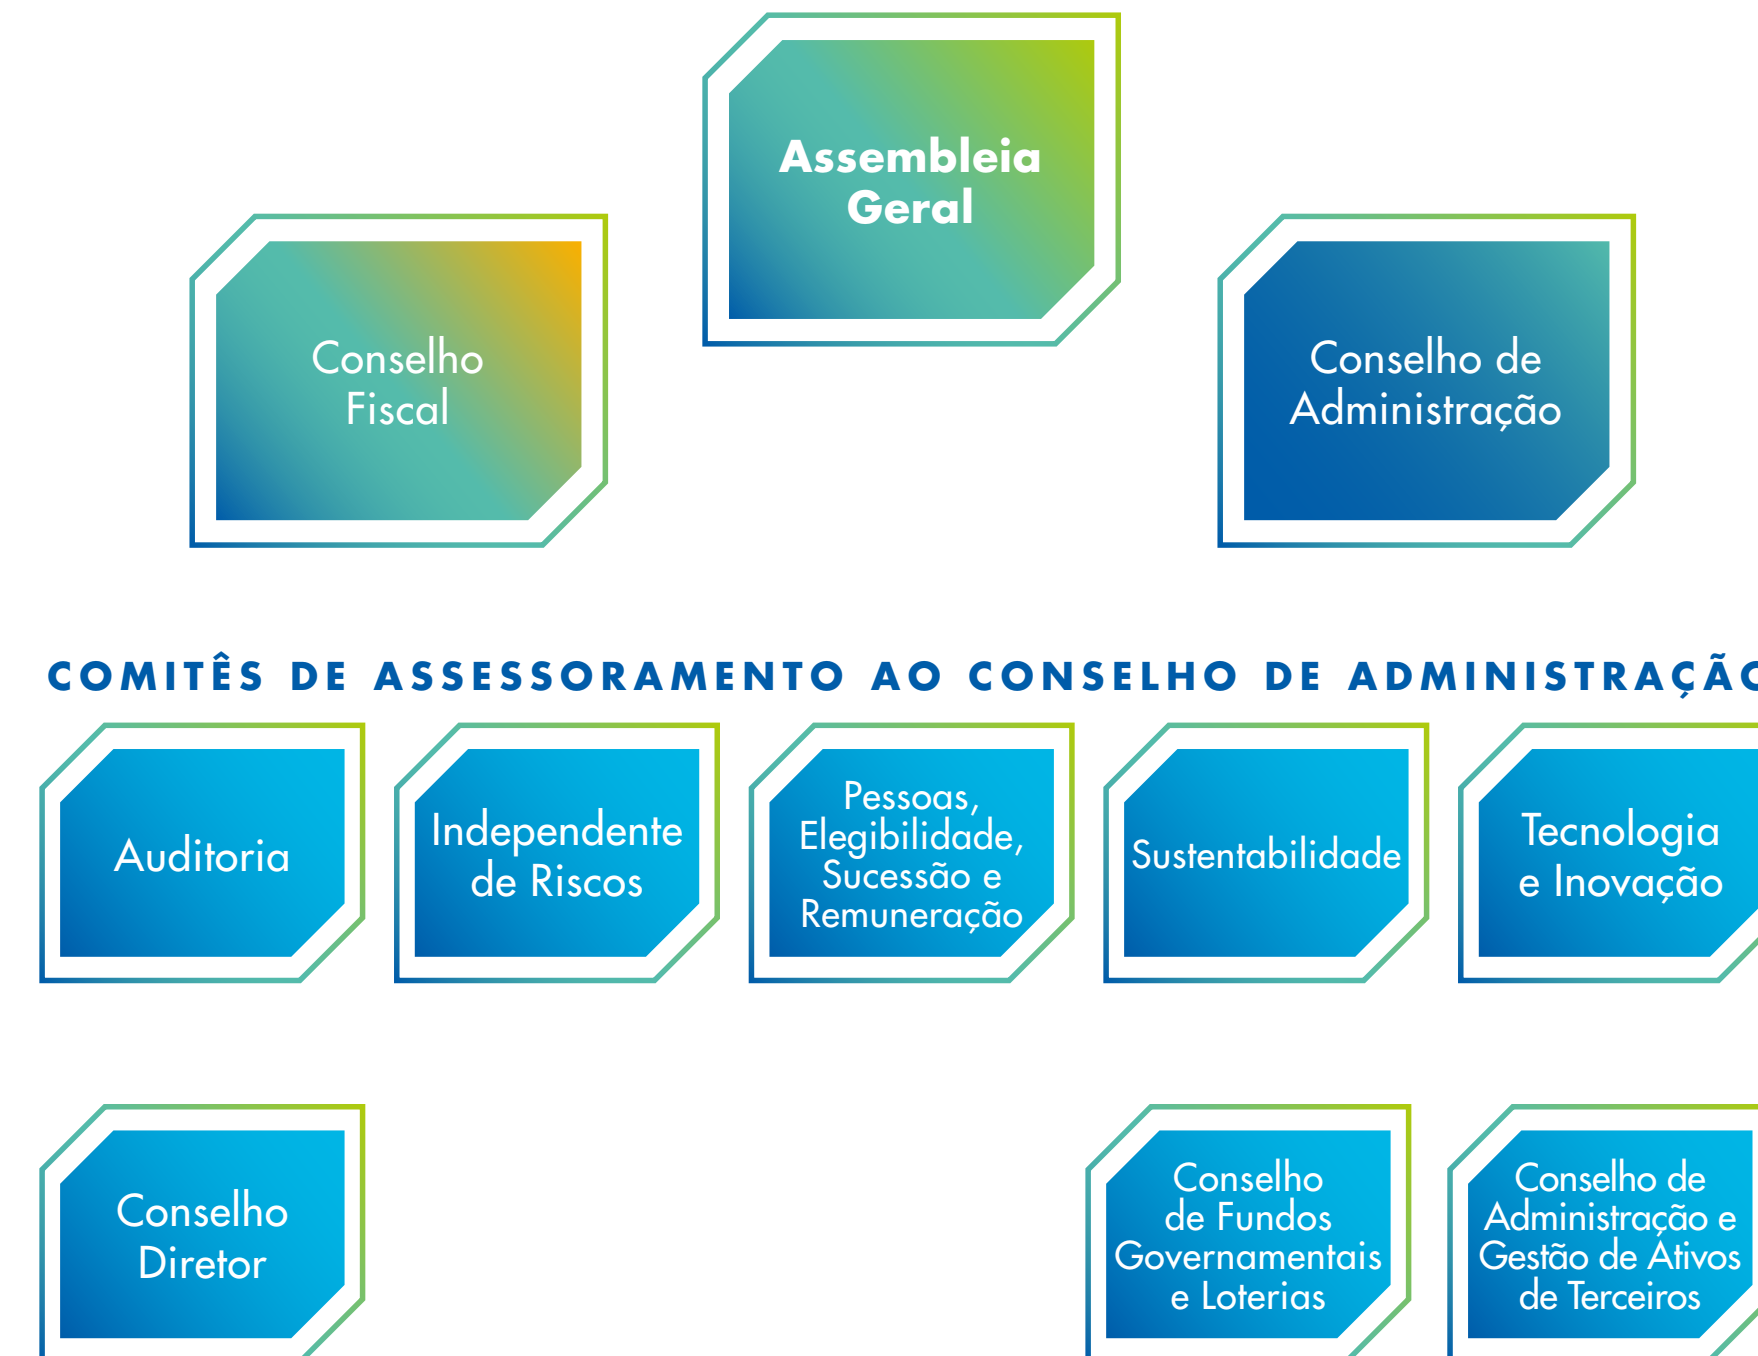 Assembleia
Geral
Conselho
Fiscal
Conselho de
Administração
COMITÊS DE ASSESSORAMENTO AO CONSELHO DE ADMINISTRAÇÃO
Auditoria
Independente
de Riscos
Pessoas,
Elegibilidade,
Sucessão e
Remuneração
Sustentabilidade
Tecnologia
e Inovação
Conselho
Diretor
Conselho
de Fundos
Governamentais
e Loterias
Conselho de
Administração e
Gestão de Ativos
de Terceiros